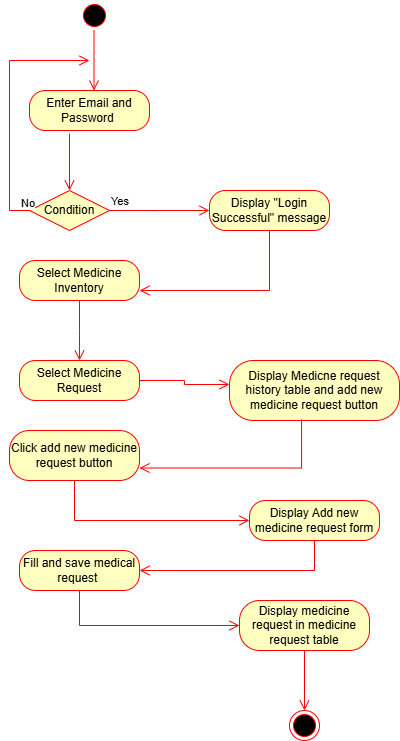 Enter Email and
Password
No
Condition
Yes
Display "Login
Successful" message
Select Medicine
Inventory
Select Medicine
Request
Display Medicne request
history table and add new
medicine request button
Click add new medicine
request button
Display Add new
medicine request form
Fill and save medical
request
Display medicine
request in medicine
request table